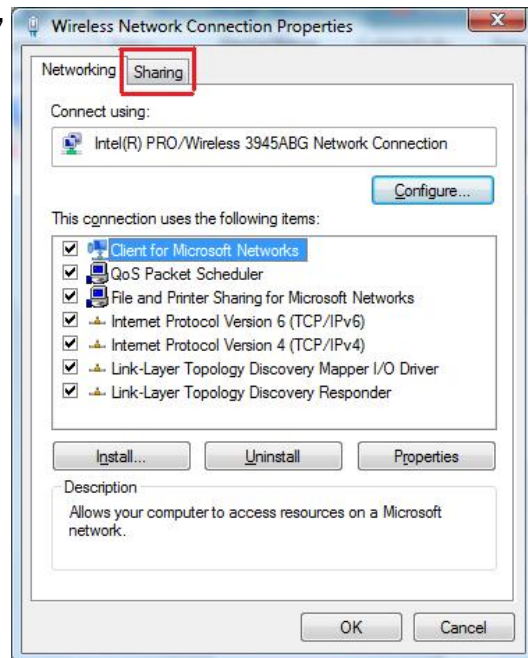 Wireless Network Connection Properties
Networking Sharing
Connect using:
Intel(R) PRO/Wireless 3945ABG Network Connection
Configure...
This connection uses the following items:
Client for Microsoft Networks
QoS Packet Scheduler
File and Printer Sharing for Microsoft Networks
Internet Protocol Version 6 (TCP/IPv6)
Internet Protocol Version 4 (TCP/IPv4)
Link-Layer Topology Discovery Mapper I/O Driver
Link-Layer Topology Discovery Responder
Install... Uninstall Properties
Description
Allows your computer to access resources on a Microsoft
network.
OK Cancel